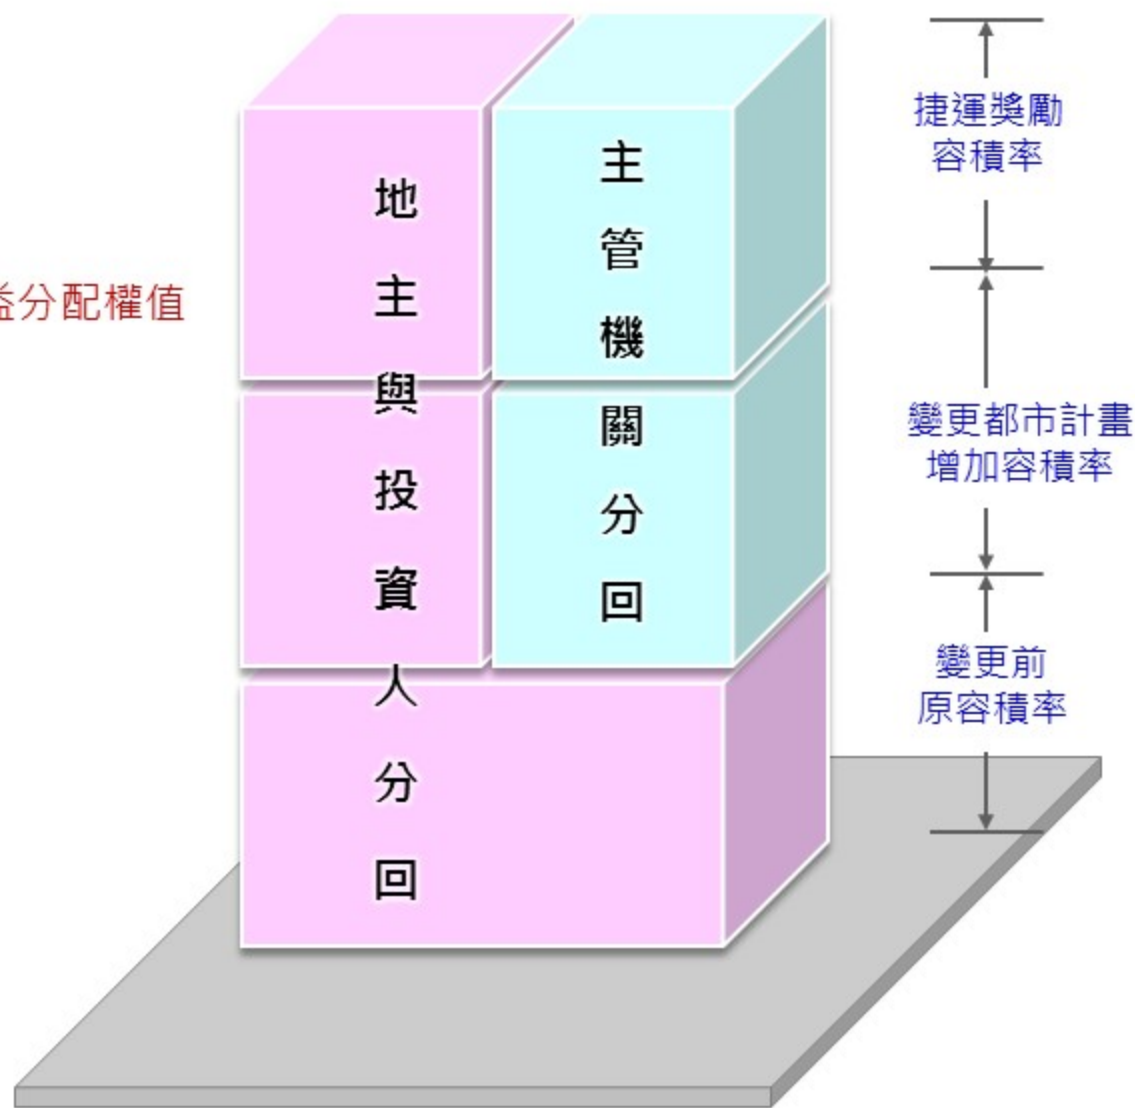 益分配權值
地主與投資人分回
主管機關分回
捷運獎勵
容積率
變更都市計畫
增加容積率
變更前
原容積率